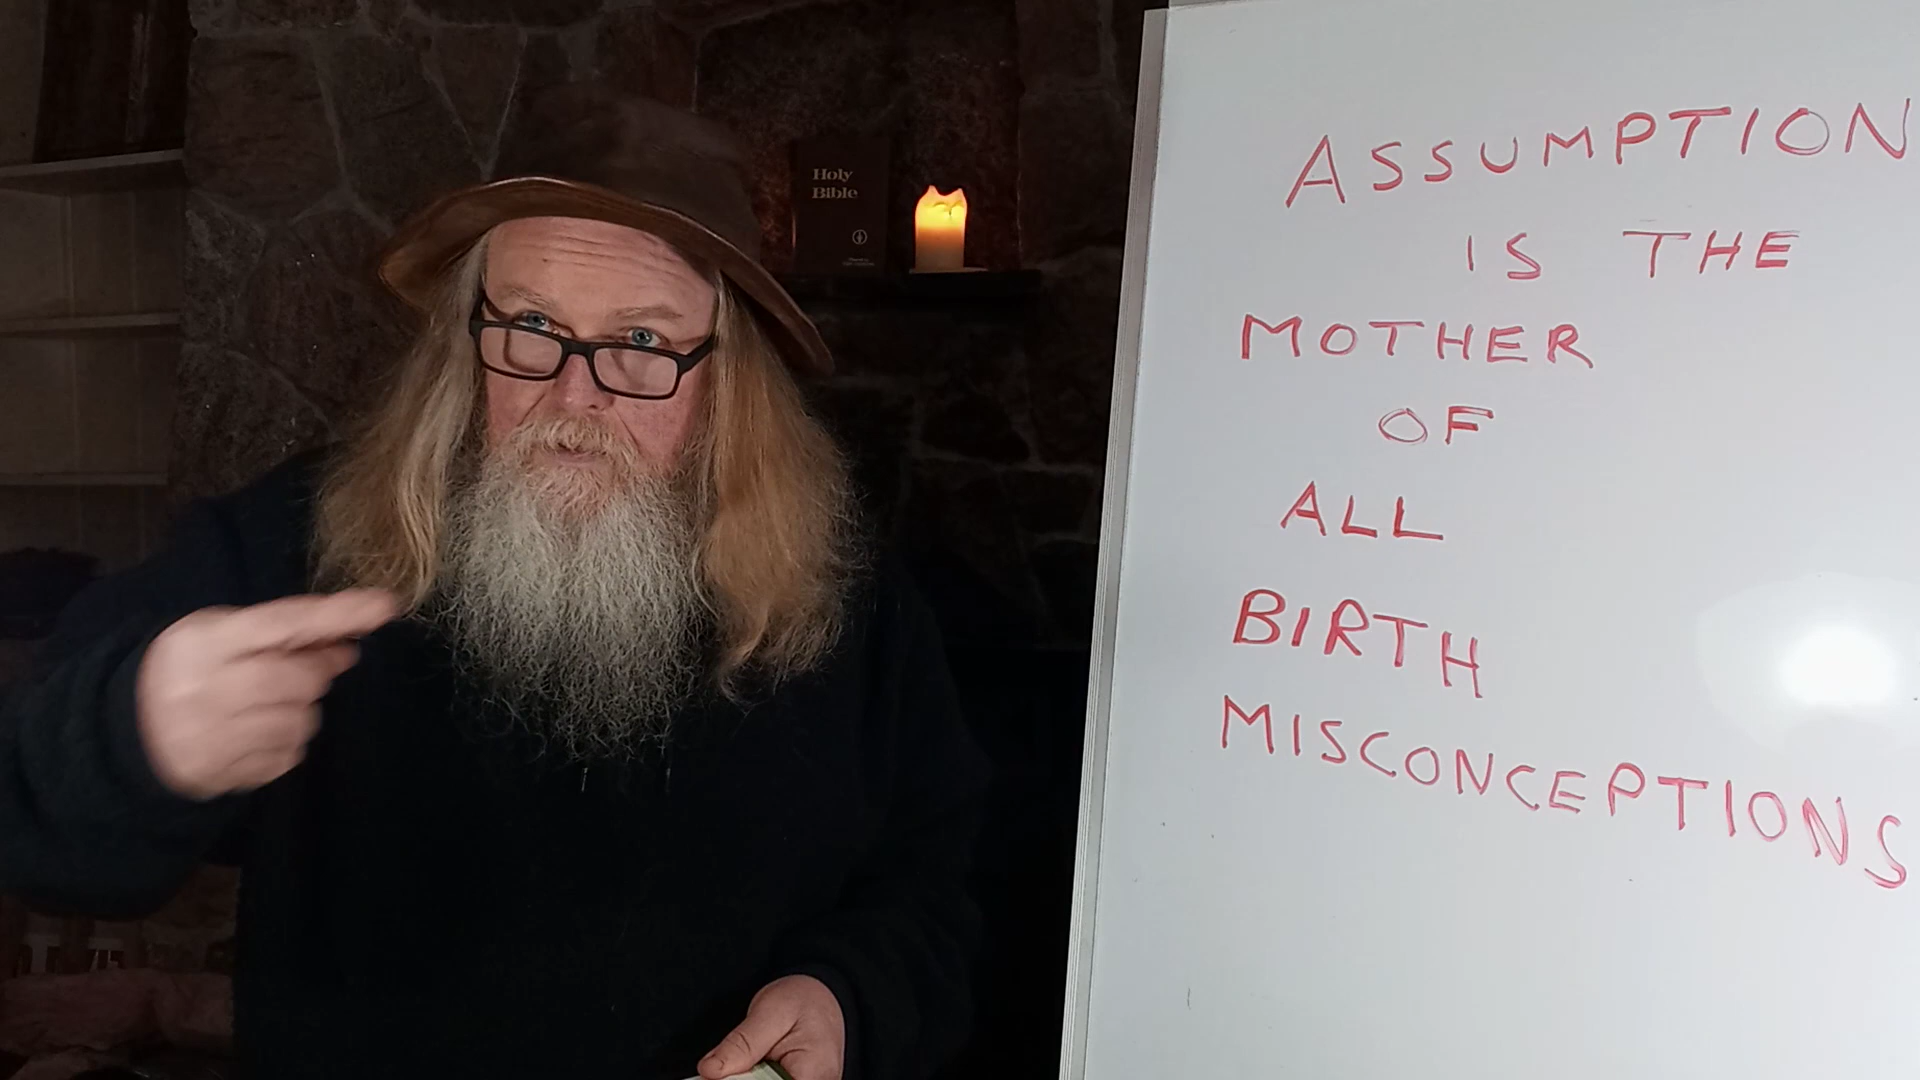 Holy
Bible
ASSUMPTION
IS THE
MOTHER
OF
ALL
BIRTH
MISCONCEPTIONS